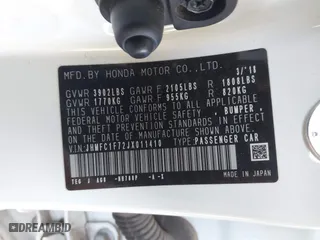 MFD.BY HONDA MOTOR CO.,LTD. 3/'18
GVWR 3902LBS GAWR F 2105LBS R 1808LBS
GVWR 1770KG GAWR F 955KG R 820KG
THIS VEHICLE CONFORMS TO ALL APPLICABLE
FEDERAL MOTOR VEHICLE SAFETY, BUMPER, AND
THEFT PREVENTION STANDARDS IN EFFECT ON THE
DATE OF MANUFACTURE SHOWN ABOVE.
V.I.N: JHMFC1F72JX011410 TYPE:PASSENGER CAR
MADE IN JAPAN